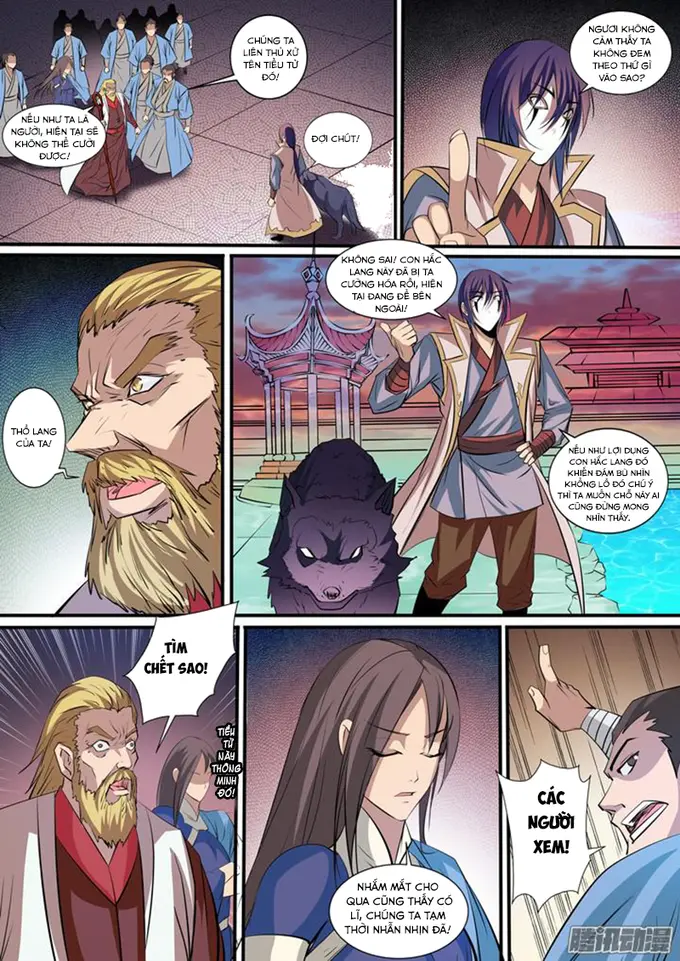 CHÚNG TA
LIÊN THỦ XỬ
TÊN TIỂU TỬ
ĐÓ!
NẾU NHƯ TA LÀ
NGƯỜI, HIỆN TẠI SẼ
KHÔNG THỂ CƯỜI
ĐƯỢC!
ĐỢI CHÚT!
NGƯƠI KHÔNG
CẢM THẤY TA
KHÔNG ĐEM
THEO THỨ GÌ
VÀO SAO?
THỔ LANG
CỦA TA!
KHÔNG SAI! CON HẮC
LANG NÀY ĐÃ BỊ TA
CƯỜNG HÓA RỒI, HIỆN
TẠI ĐANG ĐỂ BÊN
NGOÀI!
NẾU NHƯ LỢI DỤNG
CON HẮC LANG ĐÓ
KHIẾN ĐÁM BÙ NHÌN
KHỔNG LỒ ĐÓ CHÚ Ý
THÌ TA MUỐN CHỖ NÀY AI
CŨNG ĐỪNG MONG
NHÌN THẤY.
TÌM
CHẾT SAO!
TIỂU
TỬ
NÀY
THÔNG
MINH
ĐÓ!
NHẮM MẮT CHO
QUA CŨNG THẤY CÓ
LÍ, CHÚNG TA TẠM
THỜI NHẪN NHỊN ĐÃ!
CÁC
NGƯỜI
XEM!
腾讯动漫